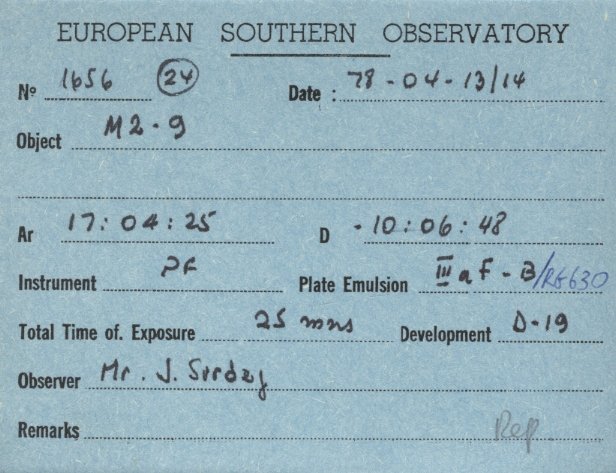 EUROPEAN SOUTHERN OBSERVATORY
Nº 1656 (24) Date : 78-04-13/14
Object M2-9
Ar 17:04:25 D -10:06:48
Instrument PF Plate Emulsion III a F - B/RG630
Total Time of. Exposure 25 mns Development D-19
Observer Mr. J. Surdej
Remarks Rep.